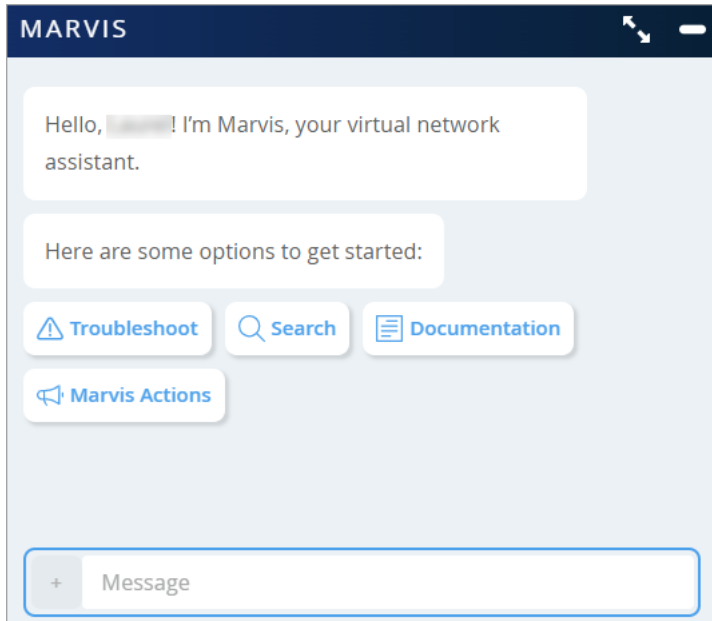 MARVIS
Hello, ! I'm Marvis, your virtual network
assistant.
Here are some options to get started:
Troubleshoot
Search
Documentation
Marvis Actions
+ Message